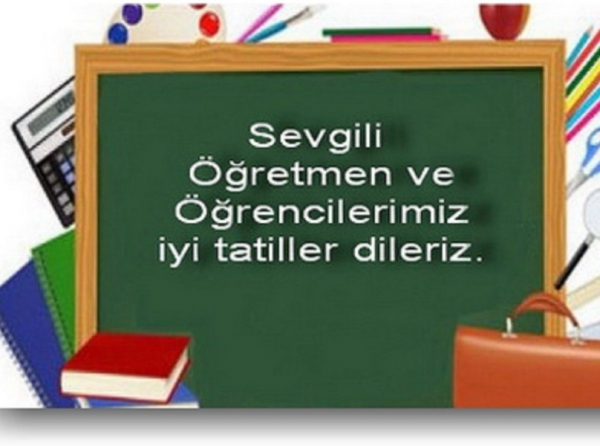 Sevgili
Öğretmen ve
Öğrencilerimiz
iyi tatiller dileriz.